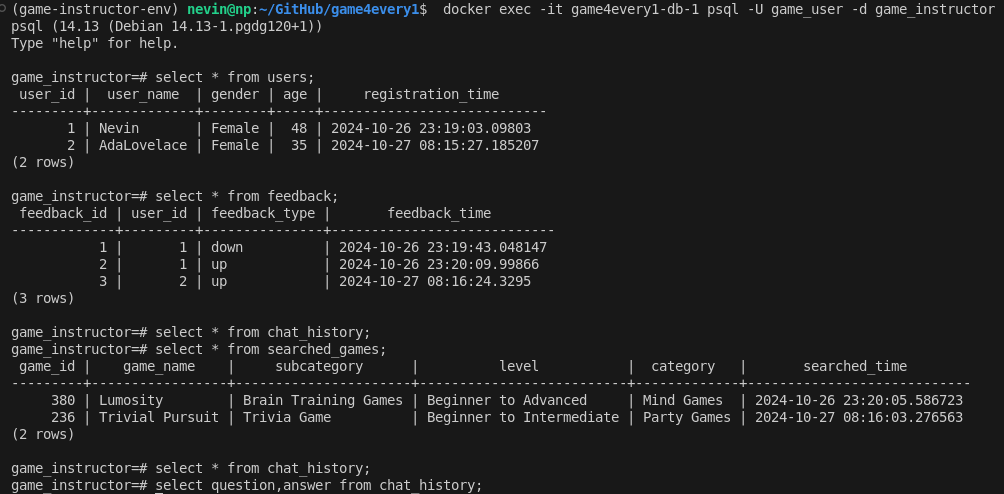 (game-instructor-env) nevin@np:~/GitHub/game4every1$  docker exec -it game4every1-db-1 psql -U game_user -d game_instructor
psql (14.13 (Debian 14.13-1.pgdg120+1))
Type "help" for help.

game_instructor=# select * from users;
 user_id |  user_name  | gender | age |     registration_time
---------+-------------+--------+-----+----------------------------
       1 | Nevin       | Female |  48 | 2024-10-26 23:19:03.09803
       2 | AdaLovelace | Female |  35 | 2024-10-27 08:15:27.185207
(2 rows)

game_instructor=# select * from feedback;
 feedback_id | user_id | feedback_type |       feedback_time
-------------+---------+---------------+----------------------------
           1 |       1 | down          | 2024-10-26 23:19:43.048147
           2 |       1 | up            | 2024-10-26 23:20:09.99866
           3 |       2 | up            | 2024-10-27 08:16:24.3295
(3 rows)

game_instructor=# select * from chat_history;
game_instructor=# select * from searched_games;
 game_id |    game_name    |     subcategory      |          level           |  category   |       searched_time
---------+-----------------+----------------------+--------------------------+-------------+----------------------------
     380 | Lumosity        | Brain Training Games | Beginner to Advanced     | Mind Games  | 2024-10-26 23:20:05.586723
     236 | Trivial Pursuit | Trivia Game          | Beginner to Intermediate | Party Games | 2024-10-27 08:16:03.276563
(2 rows)

game_instructor=# select * from chat_history;
game_instructor=# select question,answer from chat_history;